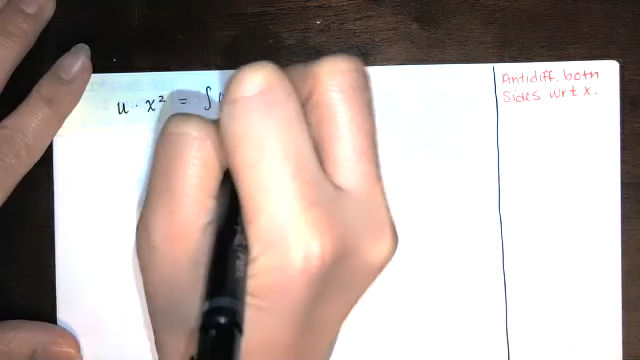 u · x² = ∫
Antidiff. both
Sides wrt x.